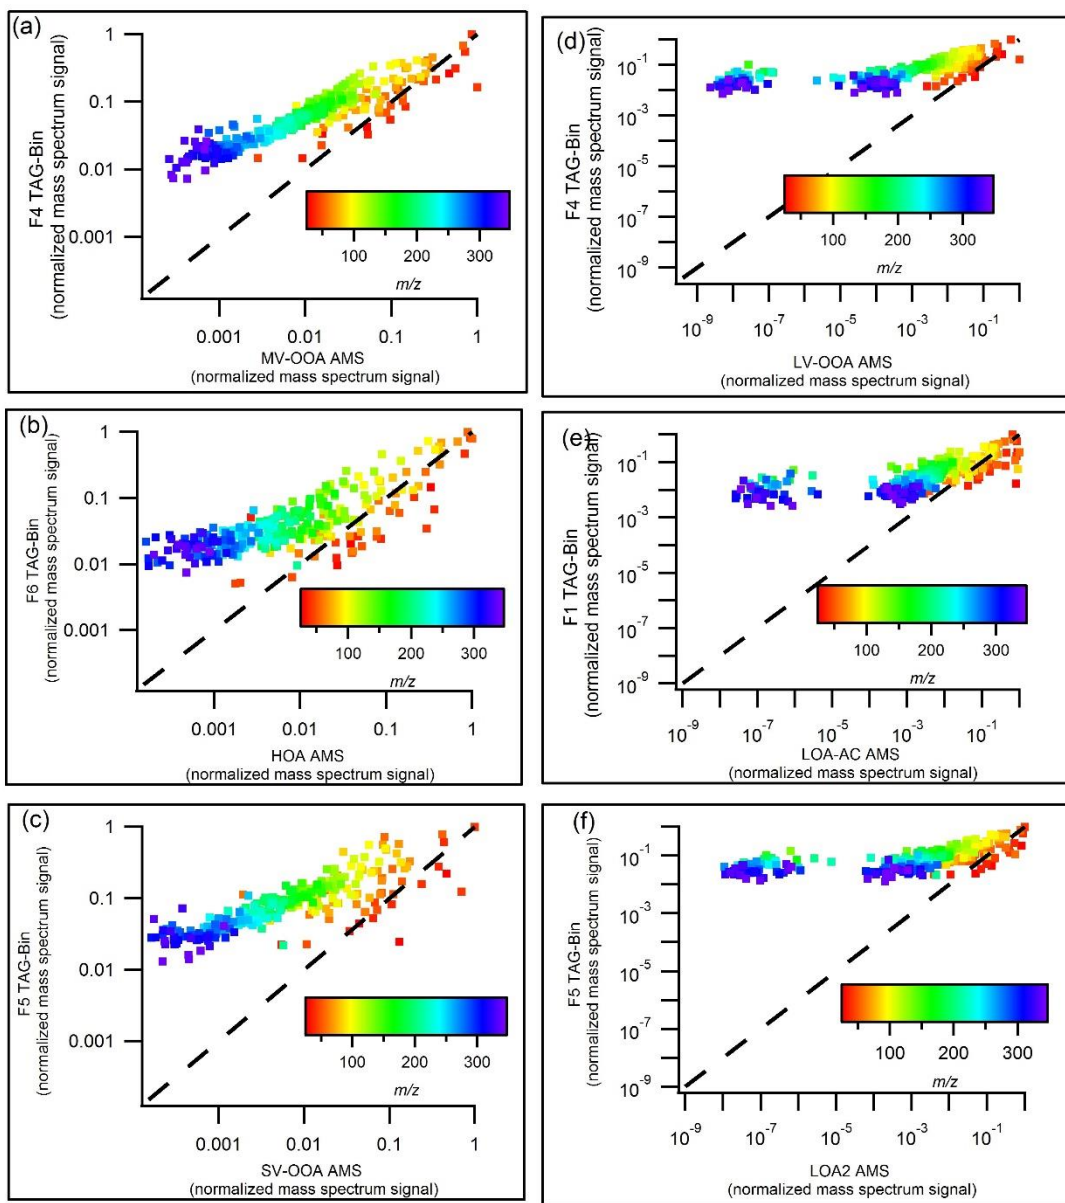 (a)
F4 TAG-Bin
(normalized mass spectrum signal)
1
0.1
0.01
0.001
100 200 300
m/z
0.001 0.01 0.1 1
MV-OOA AMS
(normalized mass spectrum signal)
(b)
F6 TAG-Bin
(normalized mass spectrum signal)
1
0.1
0.01
0.001
100 200 300
m/z
0.001 0.01 0.1 1
HOA AMS
(normalized mass spectrum signal)
(c)
F5 TAG-Bin
(normalized mass spectrum signal)
1
0.1
0.01
0.001
100 200 300
m/z
0.001 0.01 0.1 1
SV-OOA AMS
(normalized mass spectrum signal)
(d)
F4 TAG-Bin
(normalized mass spectrum signal)
10⁻¹
10⁻³
10⁻⁵
10⁻⁷
10⁻⁹
100 200 300
m/z
10⁻⁹ 10⁻⁷ 10⁻⁵ 10⁻³ 10⁻¹
LV-OOA AMS
(normalized mass spectrum signal)
(e)
F1 TAG-Bin
(normalized mass spectrum signal)
10⁻¹
10⁻³
10⁻⁵
10⁻⁷
10⁻⁹
100 200 300
m/z
10⁻⁹ 10⁻⁷ 10⁻⁵ 10⁻³ 10⁻¹
LOA-AC AMS
(normalized mass spectrum signal)
(f)
F5 TAG-Bin
(normalized mass spectrum signal)
10⁻¹
10⁻³
10⁻⁵
10⁻⁷
10⁻⁹
100 200 300
m/z
10⁻⁹ 10⁻⁷ 10⁻⁵ 10⁻³ 10⁻¹
LOA2 AMS
(normalized mass spectrum signal)